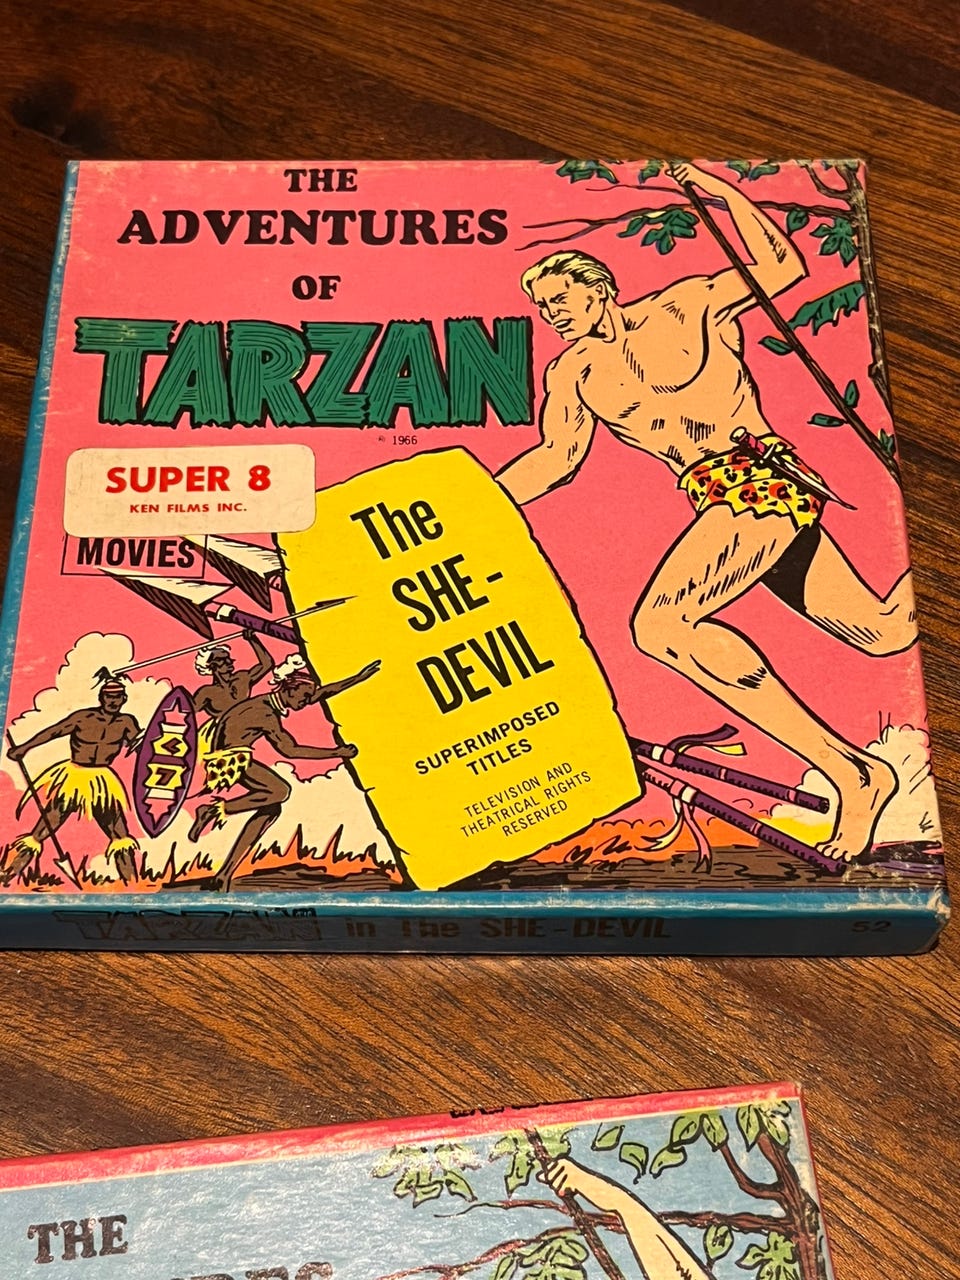 THE
ADVENTURES
OF
TARZAN
© 1966
SUPER 8
KEN FILMS INC.
MOVIES
The
SHE-
DEVIL
SUPERIMPOSED
TITLES
TELEVISION AND
THEATRICAL RIGHTS
RESERVED
TARZAN in The SHE-DEVIL 52
THE